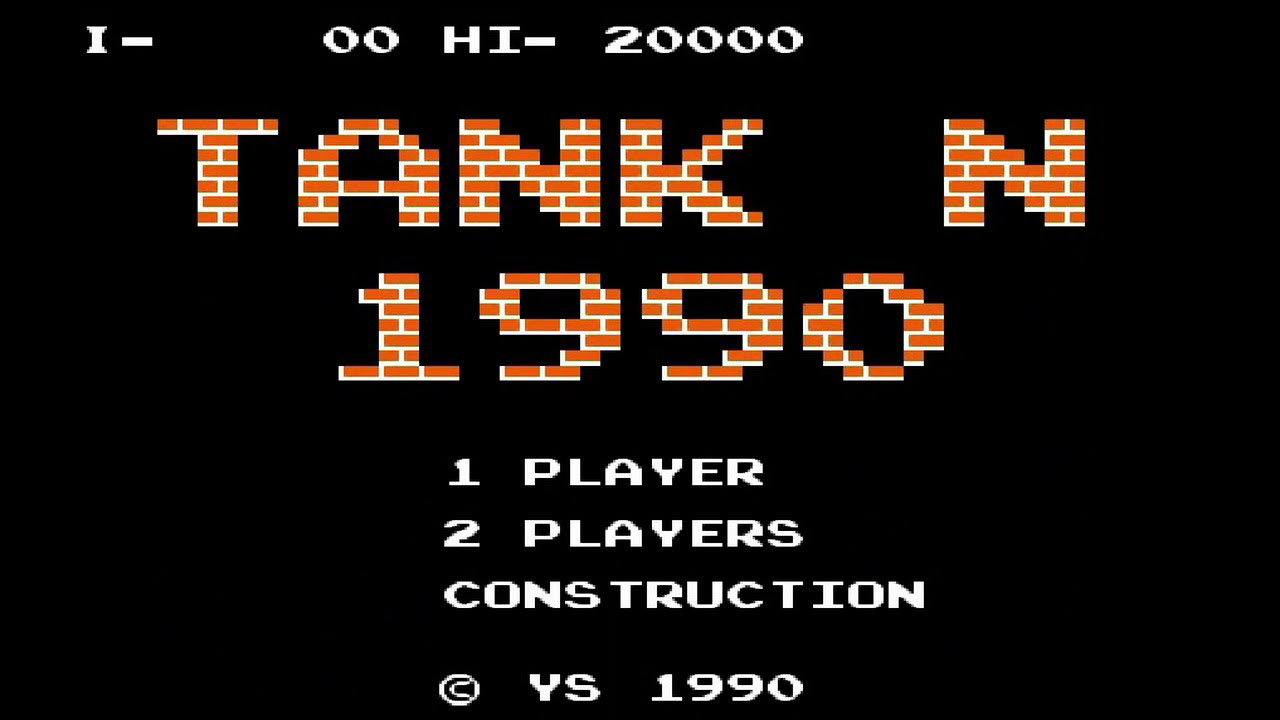 I- 00 HI- 20000
TANK N
1990
1 PLAYER
2 PLAYERS
CONSTRUCTION
© YS 1990